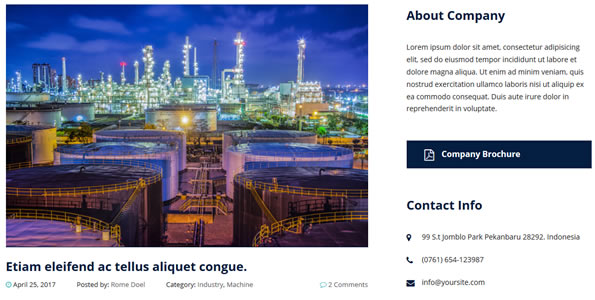 About Company
Lorem ipsum dolor sit amet, consectetur adipisicing
elit, sed do eiusmod tempor incididunt ut labore et
dolore magna aliqua. Ut enim ad minim veniam, quis
nostrud exercitation ullamco laboris nisi ut aliquip ex
ea commodo consequat. Duis aute irure dolor in
reprehenderit in voluptate.
Company Brochure
Contact Info
99 S.t Jomblo Park Pekanbaru 28292. Indonesia
(0761) 654-123987
info@yoursite.com
Etiam eleifend ac tellus aliquet congue.
April 25, 2017 Posted by: Rome Doel Category: Industry, Machine 2 Comments